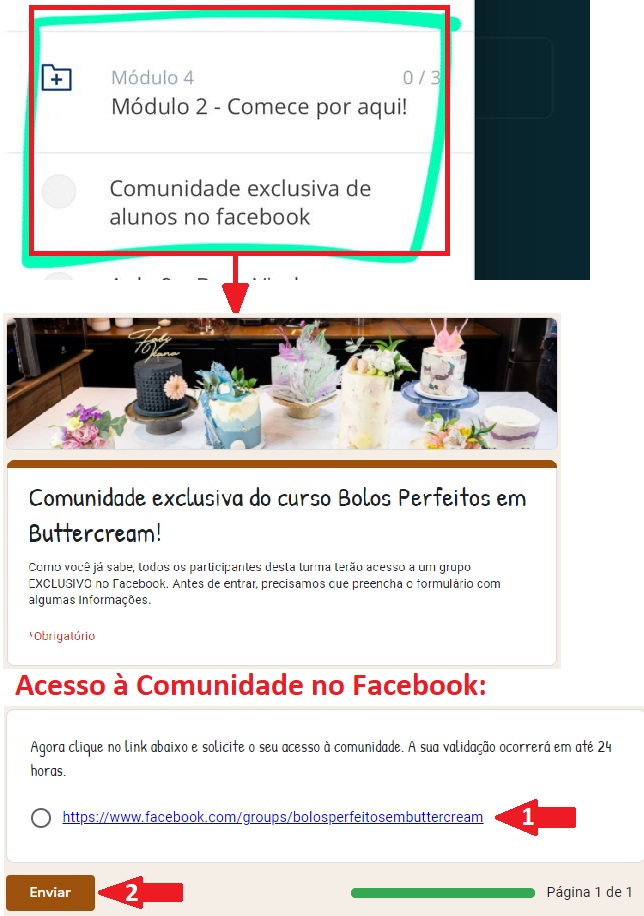 Módulo 4
0 / 3
Módulo 2 - Comece por aqui!
Comunidade exclusiva de
alunos no facebook
Comunidade exclusiva do curso Bolos Perfeitos em
Buttercream!
Como você já sabe, todos os participantes desta turma terão acesso a um grupo
EXCLUSIVO no Facebook. Antes de entrar, precisamos que preencha o formulário com
algumas informações.
*Obrigatório
Acesso à Comunidade no Facebook:
Agora clique no link abaixo e solicite o seu acesso à comunidade. A sua validação ocorrerá em até 24
horas.
https://www.facebook.com/groups/bolosperfeitosembuttercream
1
Enviar
2
Página 1 de 1